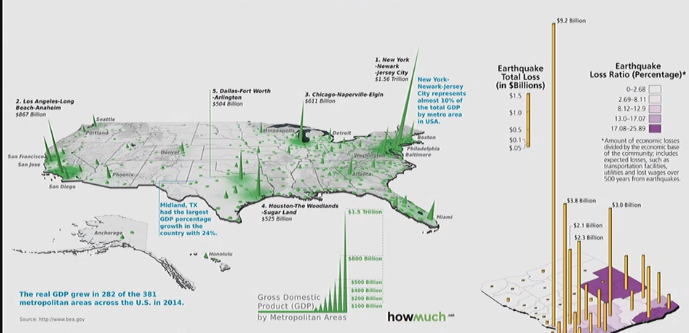 1. New York
-Newark
-Jersey City
$1.56 Trillion
New York-
Newark-Jersey
City represents
almost 10% of
the total GDP
by metro area
in USA.
2. Los Angeles-Long
Beach-Anaheim
$867 Billion
5. Dallas-Fort Worth
-Arlington
$504 Billion
3. Chicago-Naperville-Elgin
$611 Billion
Seattle
Portland
Minneapolis
Detroit
Boston
Philadelphia
Baltimore
Washington
San Francisco
San Jose
Denver
Phoenix
Atlanta
San Diego
Midland, TX
had the largest
GDP percentage
growth in the
country with 24%.
4. Houston-The Woodlands
-Sugar Land
$525 Billion
Miami
Anchorage
Honolulu
$1.5 Trillion
$800 Billion
$500 Billion
$400 Billion
$200 Billion
$100 Billion
Gross Domestic
Product (GDP)
by Metropolitan Areas
The real GDP grew in 282 of the 381
metropolitan areas across the U.S. in 2014.
Source: http://www.bea.gov
howmuch
$9.2 Billion
Earthquake
Total Loss
(in $Billions)
$1.5
$1.0
$0.5
$0.1
$.05
Earthquake
Loss Ratio (Percentage)*
0-2.68
2.69-8.11
8.12-12.9
13.0-17.02
17.08-25.89
*Amount of economic losses
divided by the economic base
of the community; includes
expected losses, such as
transportation facilities,
utilities and lost wages over
500 years from earthquakes.
$3.8 Billion
$3.0 Billion
$2.1 Billion
$2.3 Billion